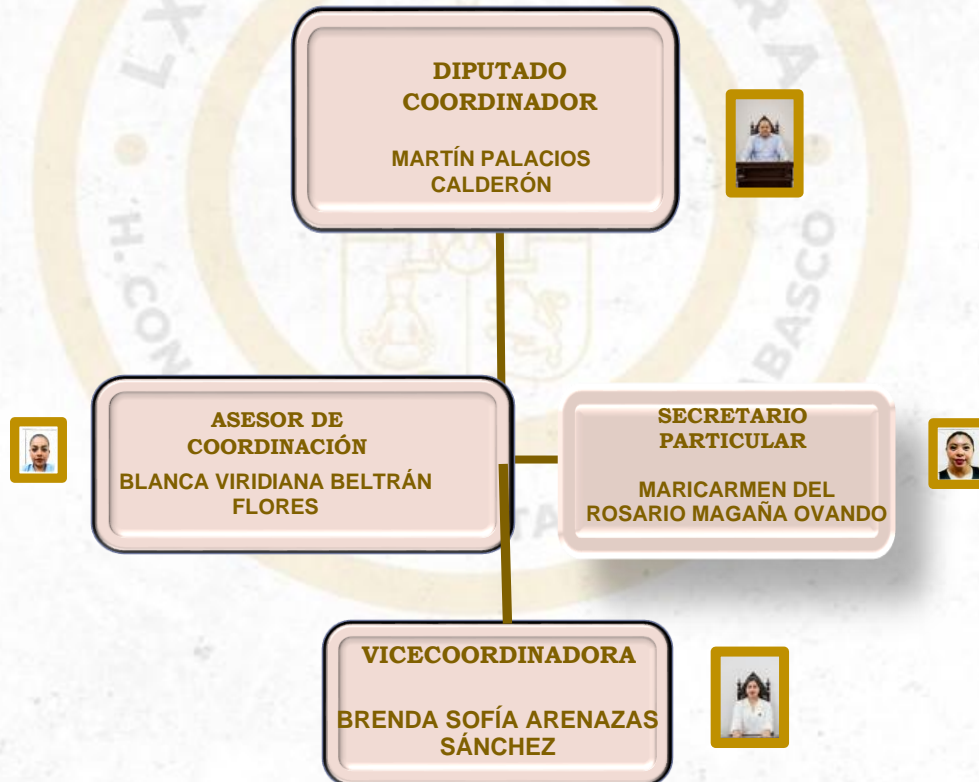 DIPUTADO
COORDINADOR
MARTÍN PALACIOS
CALDERÓN
ASESOR DE
COORDINACIÓN
BLANCA VIRIDIANA BELTRÁN
FLORES
SECRETARIO
PARTICULAR
MARICARMEN DEL
ROSARIO MAGAÑA OVANDO
VICECOORDINADORA
BRENDA SOFÍA ARENAZAS
SÁNCHEZ
H. CON